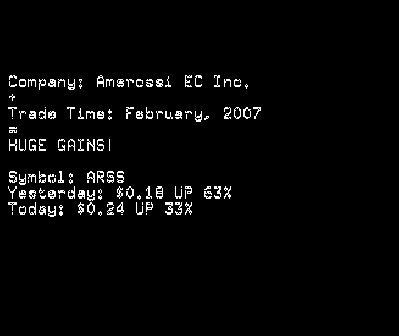 Company: Amerossi EC Inc.
+
Trade Time: February, 2007
=
HUGE GAINS!
Symbol: ARSS
Yesterday: $0.18 UP 63%
Today: $0.24 UP 33%